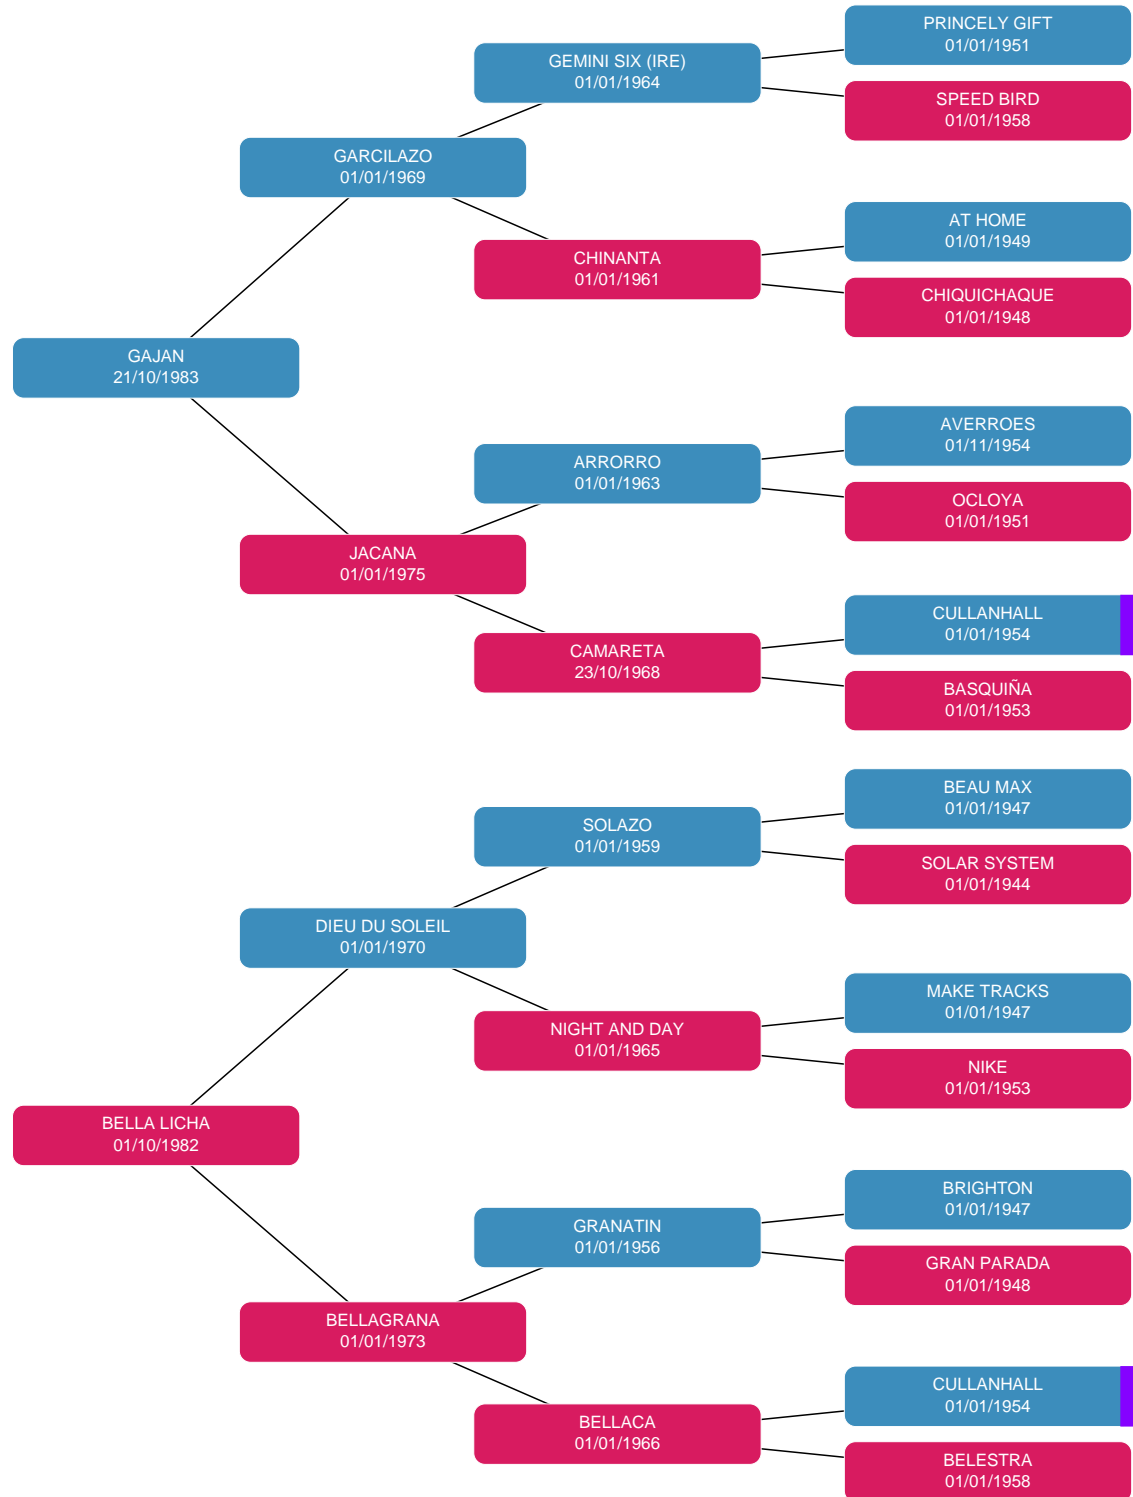 PRINCELY GIFT
01/01/1951
GEMINI SIX (IRE)
01/01/1964
SPEED BIRD
01/01/1958
GARCILAZO
01/01/1969
AT HOME
01/01/1949
CHINANTA
01/01/1961
CHIQUICHAQUE
01/01/1948
GAJAN
21/10/1983
AVERROES
01/11/1954
ARRORRO
01/01/1963
OCLOYA
01/01/1951
JACANA
01/01/1975
CULLANHALL
01/01/1954
CAMARETA
23/10/1968
BASQUIÑA
01/01/1953
BEAU MAX
01/01/1947
SOLAZO
01/01/1959
SOLAR SYSTEM
01/01/1944
DIEU DU SOLEIL
01/01/1970
MAKE TRACKS
01/01/1947
NIGHT AND DAY
01/01/1965
NIKE
01/01/1953
BELLA LICHA
01/10/1982
BRIGHTON
01/01/1947
GRANATIN
01/01/1956
GRAN PARADA
01/01/1948
BELLAGRANA
01/01/1973
CULLANHALL
01/01/1954
BELLACA
01/01/1966
BELESTRA
01/01/1958